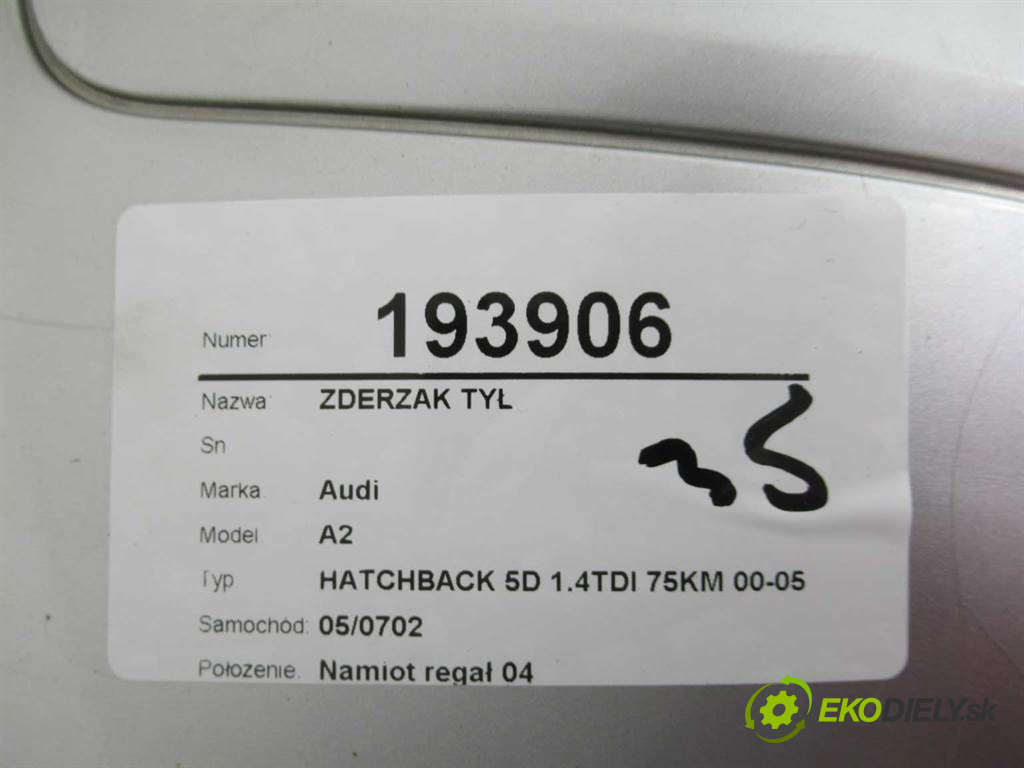 Numer: 193906
Nazwa: ZDERZAK TYŁ
Sn
Marka: Audi
Model: A2
Typ: HATCHBACK 5D 1.4TDI 75KM 00-05
Samochód: 05/0702
Położenie: Namiot regał 04
EKODIELY.sk